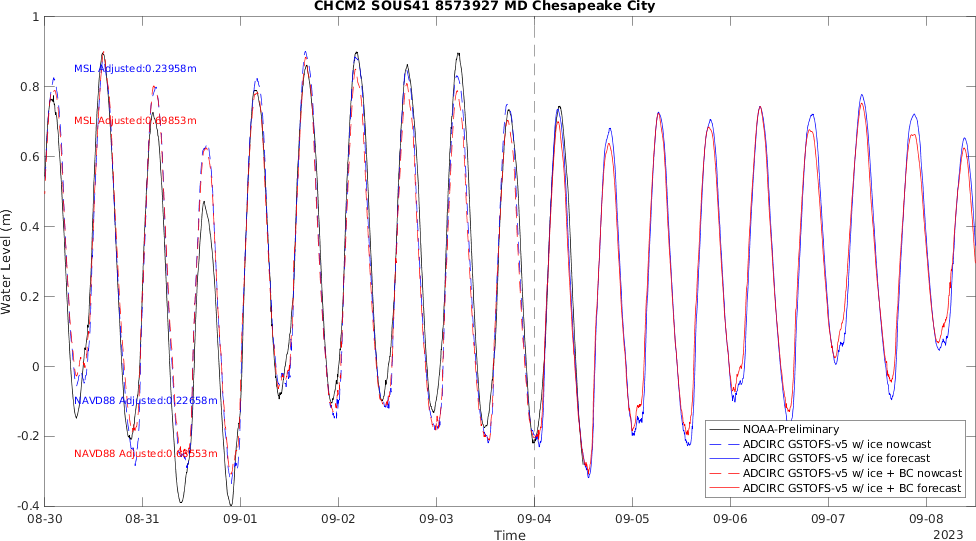 CHCM2 SOUS41 8573927 MD Chesapeake City
1
0.8
0.6
0.4
0.2
0
-0.2
-0.4
Water Level (m)
MSL Adjusted:0.23958m
MSL Adjusted:
NAVD88 Adjusted:0.22658m
NAVD88 Adjusted:
NOAA-Preliminary
ADCIRC GSTOFS-v5 w/ ice nowcast
ADCIRC GSTOFS-v5 w/ ice forecast
ADCIRC GSTOFS-v5 w/ ice + BC nowcast
ADCIRC GSTOFS-v5 w/ ice + BC forecast
08-30
08-31
09-01
09-02
09-03
09-04
09-05
09-06
09-07
09-08
Time
2023